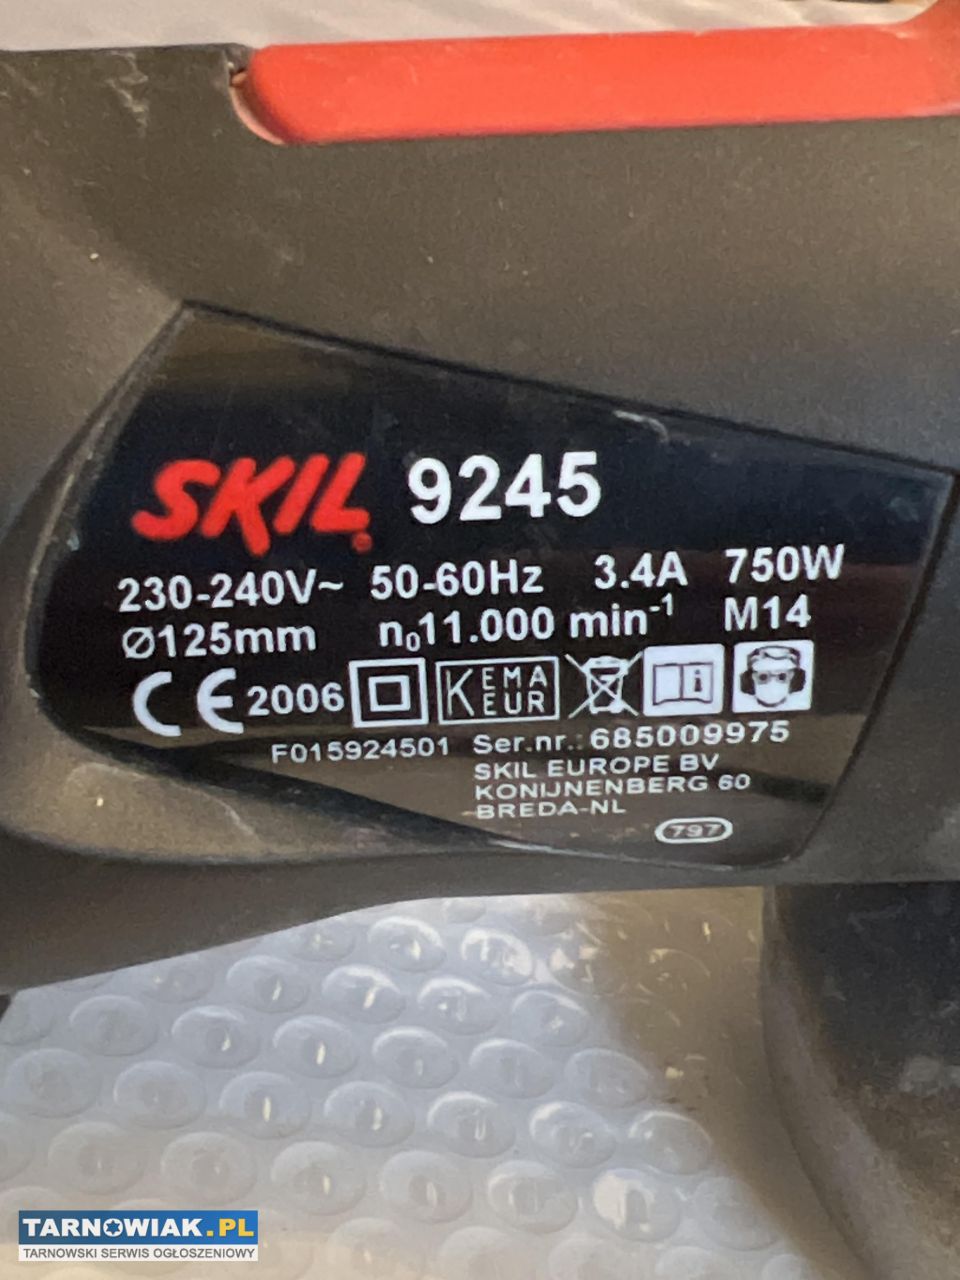 SKIL 9245
230-240V~ 50-60Hz 3.4A 750W
Ø125mm n₀11.000 min⁻¹ M14
CE 2006 KEMA EUR
F015924501 Ser.nr.: 685009975
SKIL EUROPE BV
KONIJNENBERG 60
BREDA-NL
797
TARNOWIAK.PL
TARNOWSKI SERWIS OGŁOSZENIOWY